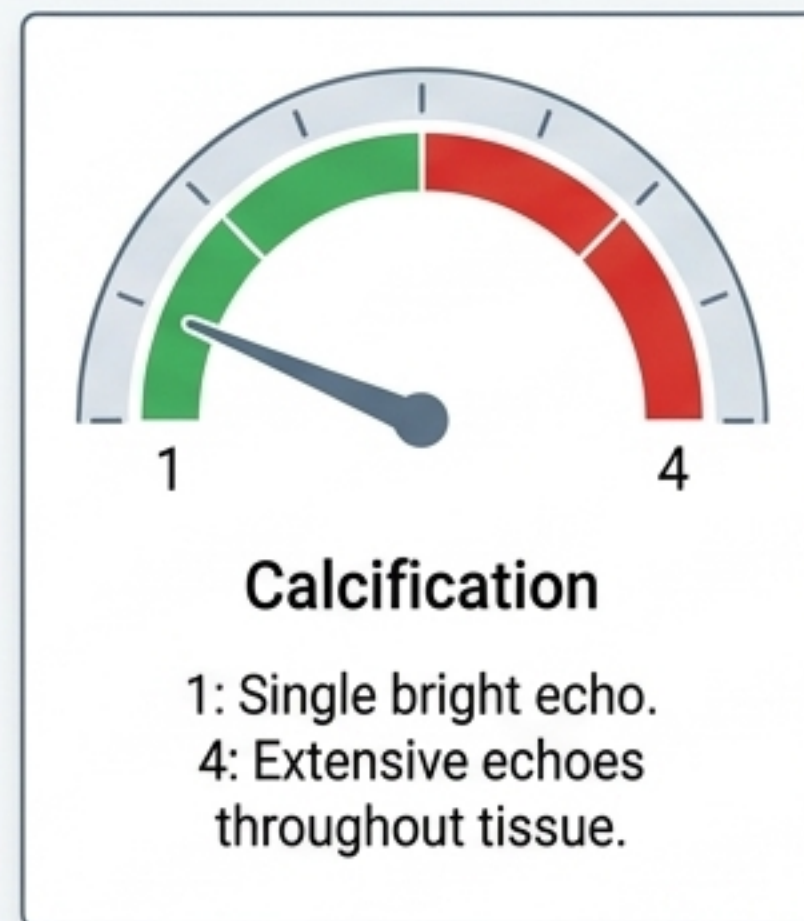 1
4
Calcification
1: Single bright echo.
4: Extensive echoes
throughout tissue.